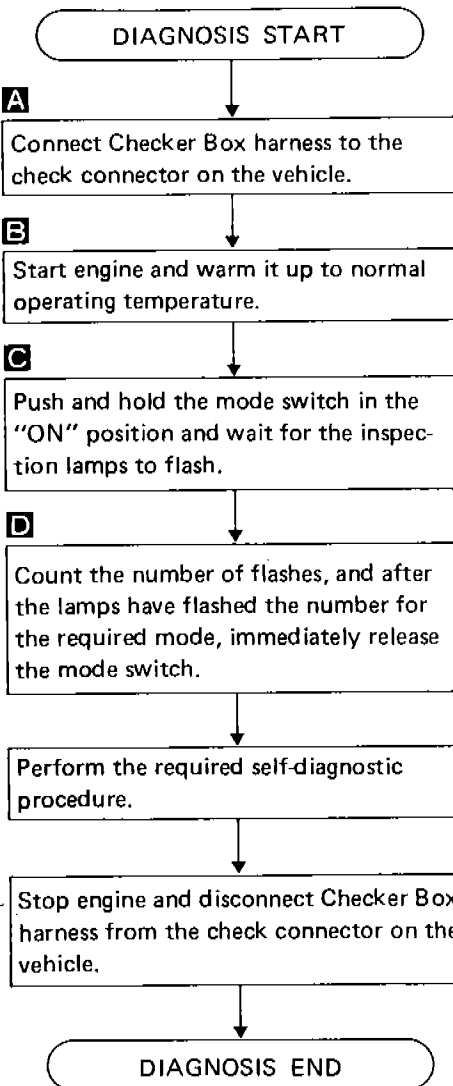 DIAGNOSIS START
A
Connect Checker Box harness to the
check connector on the vehicle.
B
Start engine and warm it up to normal
operating temperature.
C
Push and hold the mode switch in the
"ON" position and wait for the inspec-
tion lamps to flash.
D
Count the number of flashes, and after
the lamps have flashed the number for
the required mode, immediately release
the mode switch.
Perform the required self-diagnostic
procedure.
Stop engine and disconnect Checker Box
harness from the check connector on the
vehicle.
DIAGNOSIS END